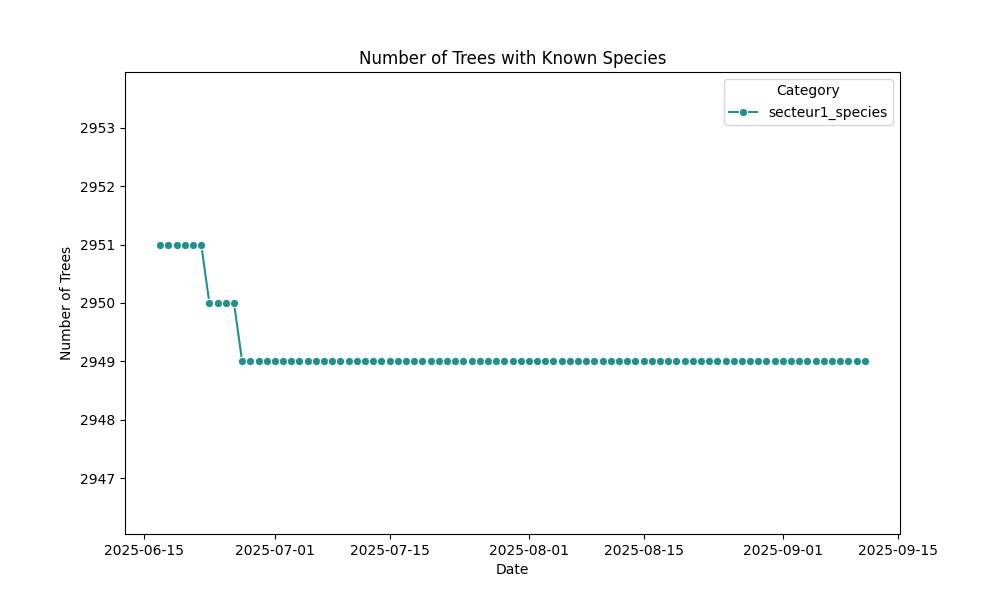 Number of Trees with Known Species
Category
secteur1_species
2953
2952
2951
2950
2949
2948
2947
Number of Trees
2025-06-15
2025-07-01
2025-07-15
2025-08-01
2025-08-15
2025-09-01
2025-09-15
Date